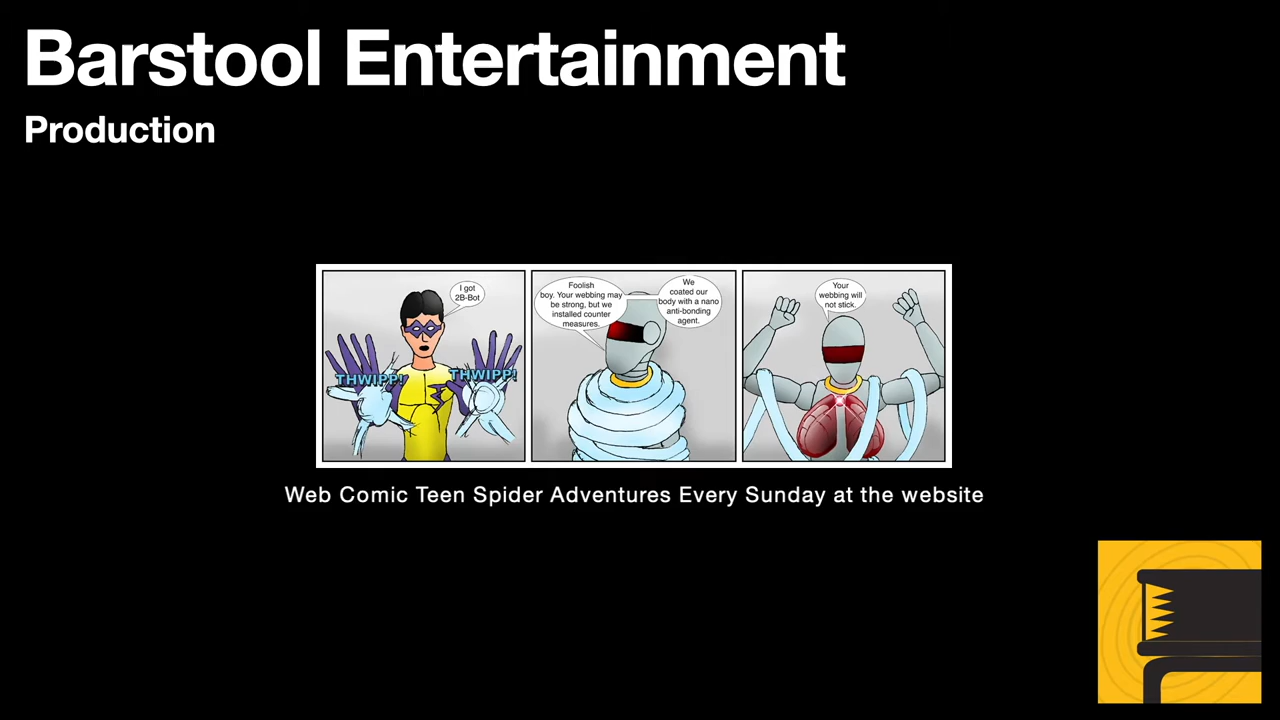 Barstool Entertainment
Production
I got
2B-Bot
THWIPP!
THWIPP!
Foolish
boy. Your webbing may
be strong, but we
installed counter
measures.
We
coated our
body with a nano
anti-bonding
agent.
Your
webbing will
not stick.
Web Comic Teen Spider Adventures Every Sunday at the website